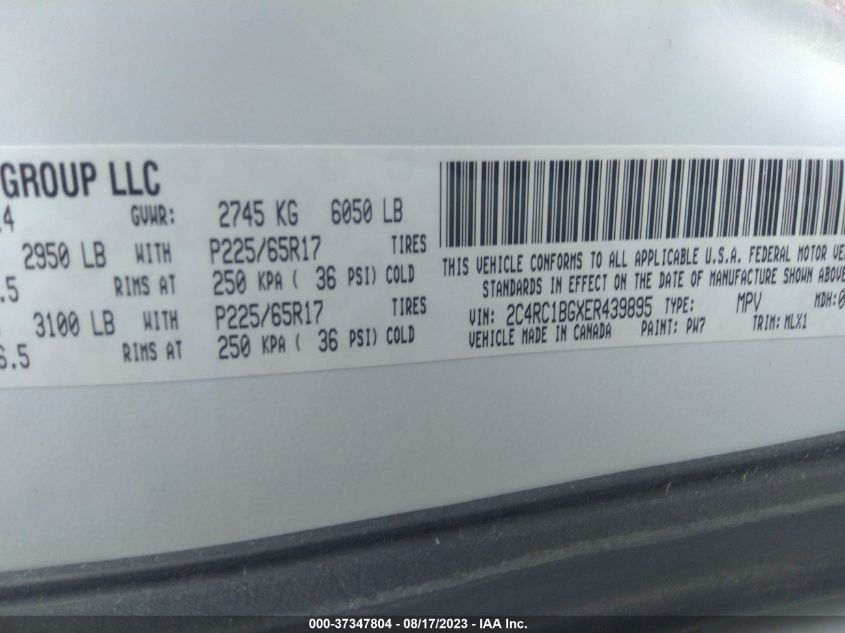 GROUP LLC
GVWR: 2745 KG 6050 LB
2950 LB WITH P225/65R17 TIRES
.5 RIMS AT 250 KPA ( 36 PSI) COLD
3100 LB WITH P225/65R17 TIRES
6.5 RIMS AT 250 KPA ( 36 PSI) COLD
THIS VEHICLE CONFORMS TO ALL APPLICABLE U.S.A. FEDERAL MOTOR VE
STANDARDS IN EFFECT ON THE DATE OF MANUFACTURE SHOWN ABOVE
VIN: 2C4RC1BGXER439895 TYPE: MPV MDH:0
VEHICLE MADE IN CANADA PAINT: PW7 TRIM: MLX1
000-37347804 - 08/17/2023 - IAA Inc.